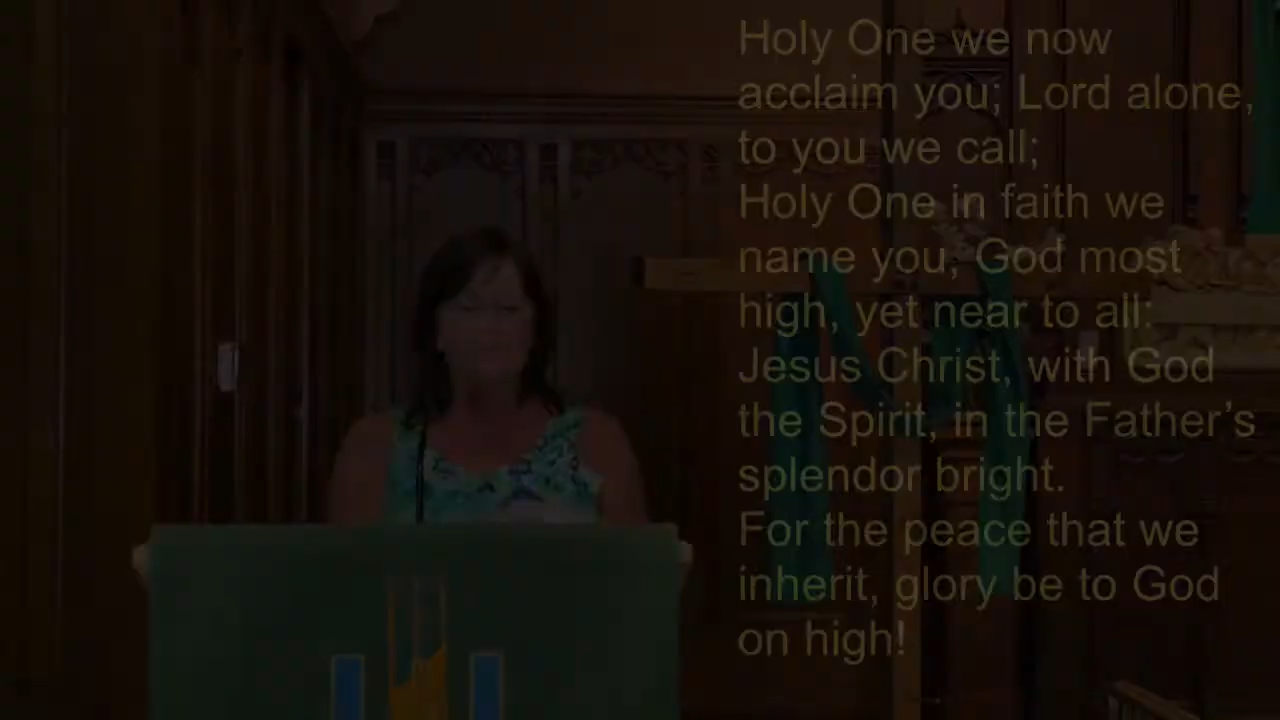 Holy One we now
acclaim you; Lord alone,
to you we call;
Holy One in faith we
name you, God most
high, yet near to all:
Jesus Christ, with God
the Spirit, in the Father’s
splendor bright.
For the peace that we
inherit, glory be to God
on high!